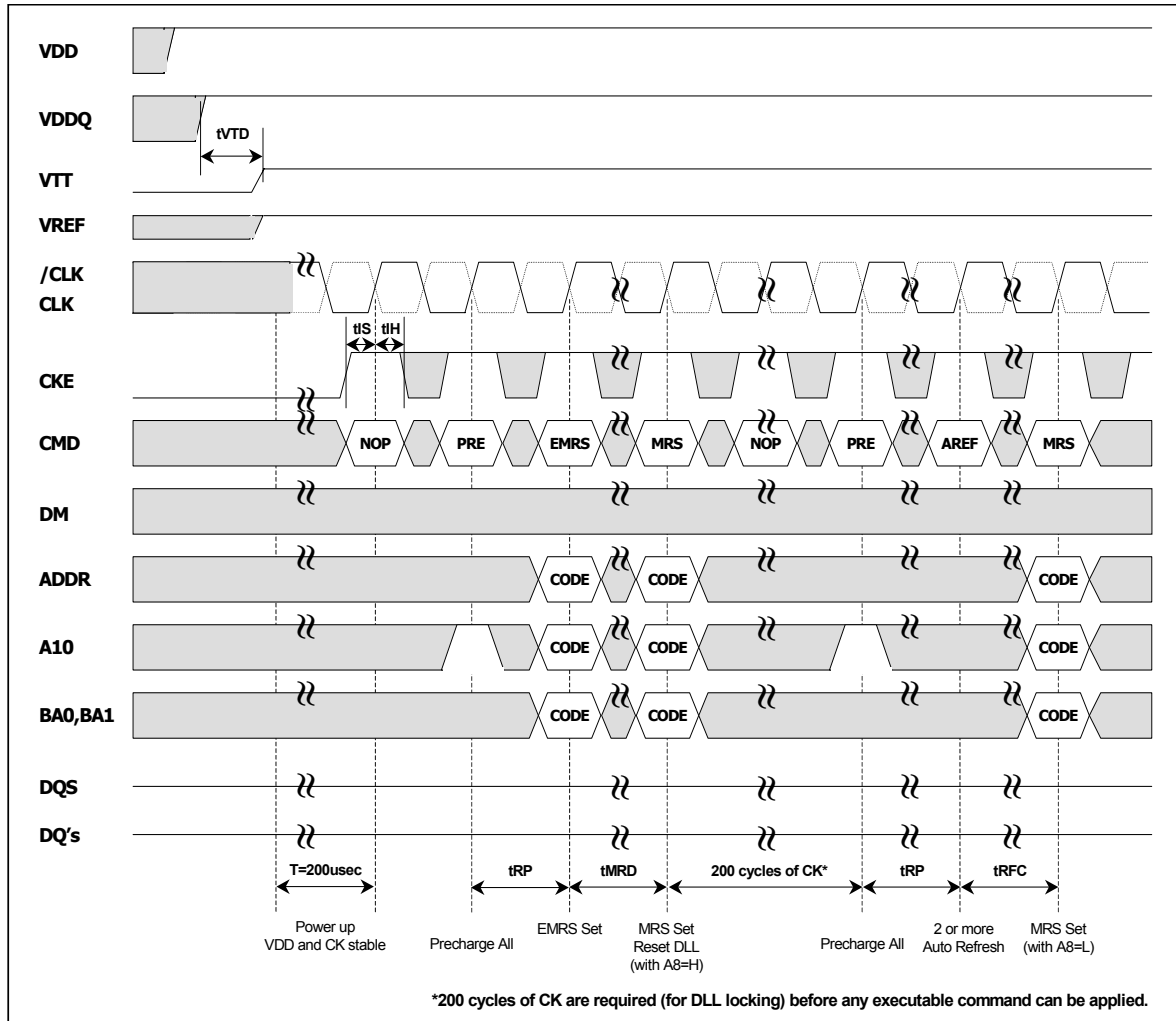 VDD
VDDQ
tVTD
VTT
VREF
/CLK
CLK
tIS tIH
CKE
CMD NOP PRE EMRS MRS NOP PRE AREF MRS
DM
ADDR CODE CODE CODE
A10 CODE CODE CODE
BA0,BA1 CODE CODE CODE
DQS
DQ's
T=200usec tRP tMRD 200 cycles of CK* tRP tRFC
Power up
VDD and CK stable
Precharge All
EMRS Set
MRS Set
Reset DLL
(with A8=H)
Precharge All
2 or more
Auto Refresh
MRS Set
(with A8=L)
*200 cycles of CK are required (for DLL locking) before any executable command can be applied.